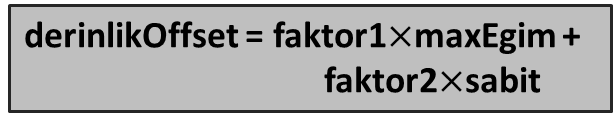 derinlikOffset = faktor1×maxEgim +
faktor2×sabit